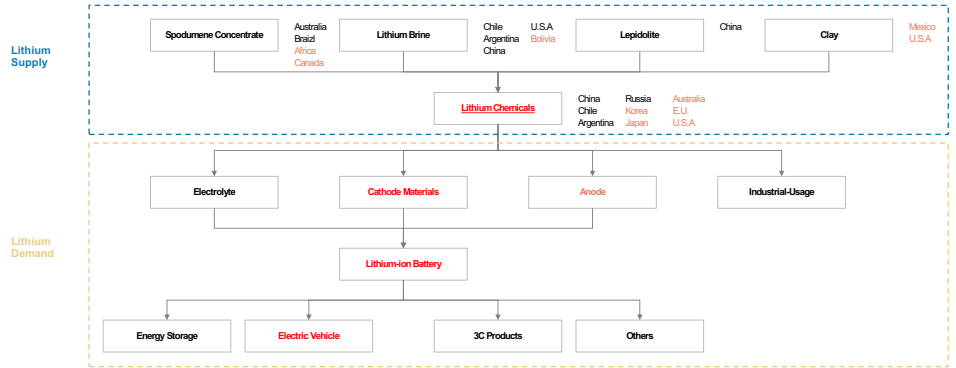 Lithium
Supply
Spodumene Concentrate
Australia
Braizl
Africa
Canada
Lithium Brine
Chile U.S.A
Argentina Bolivia
China
Lepidolite
China
Clay
Mexico
U.S.A
Lithium Chemicals
China Russia Australia
Chile Korea E.U.
Argentina Japan U.S.A
Lithium
Demand
Electrolyte
Cathode Materials
Anode
Industrial-Usage
Lithium-ion Battery
Energy Storage
Electric Vehicle
3C Products
Others